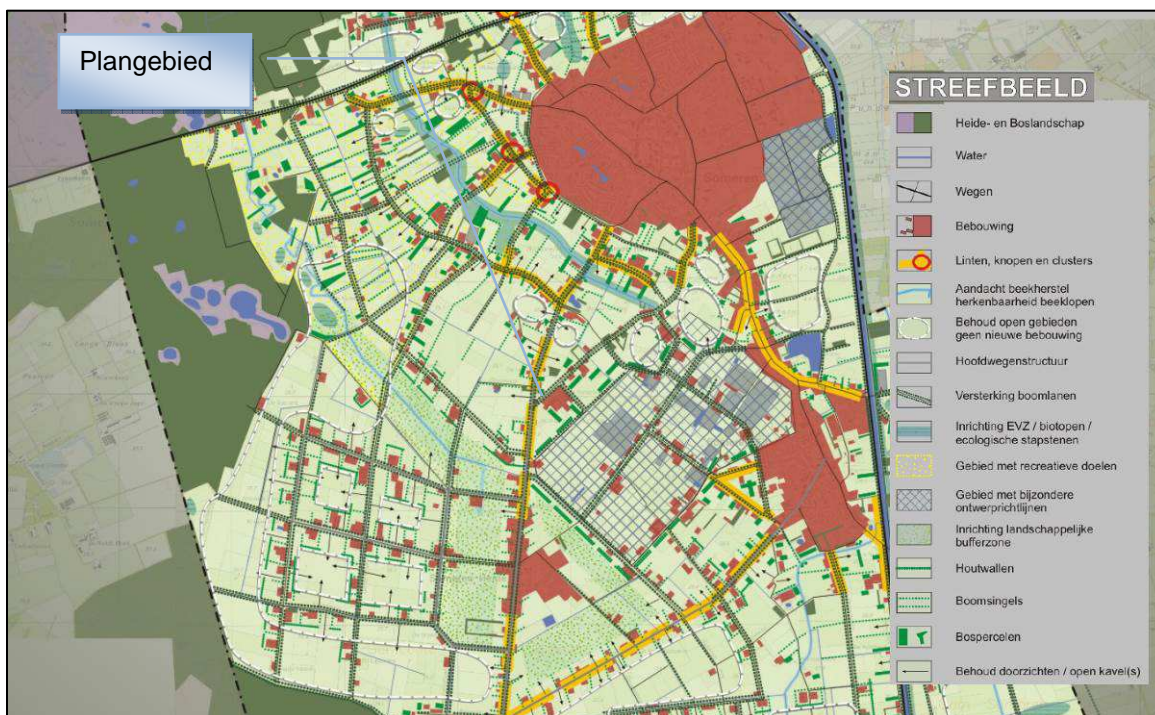 Plangebied
STREEFBEELD
Heide- en Boslandschap
Water
Wegen
Bebouwing
Linten, knopen en clusters
Aandacht beekherstel
herkenbaarheid beeklopen
Behoud open gebieden
geen nieuwe bebouwing
Hoofdwegenstructuur
Versterking boomlanen
Inrichting EVZ / biotopen /
ecologische stapstenen
Gebied met recreatieve doelen
Gebied met bijzondere
ontwerprichtlijnen
Inrichting landschappelijke
bufferzone
Houtwallen
Boomsingels
Bospercelen
Behoud doorzichten / open kavel(s)
Someren